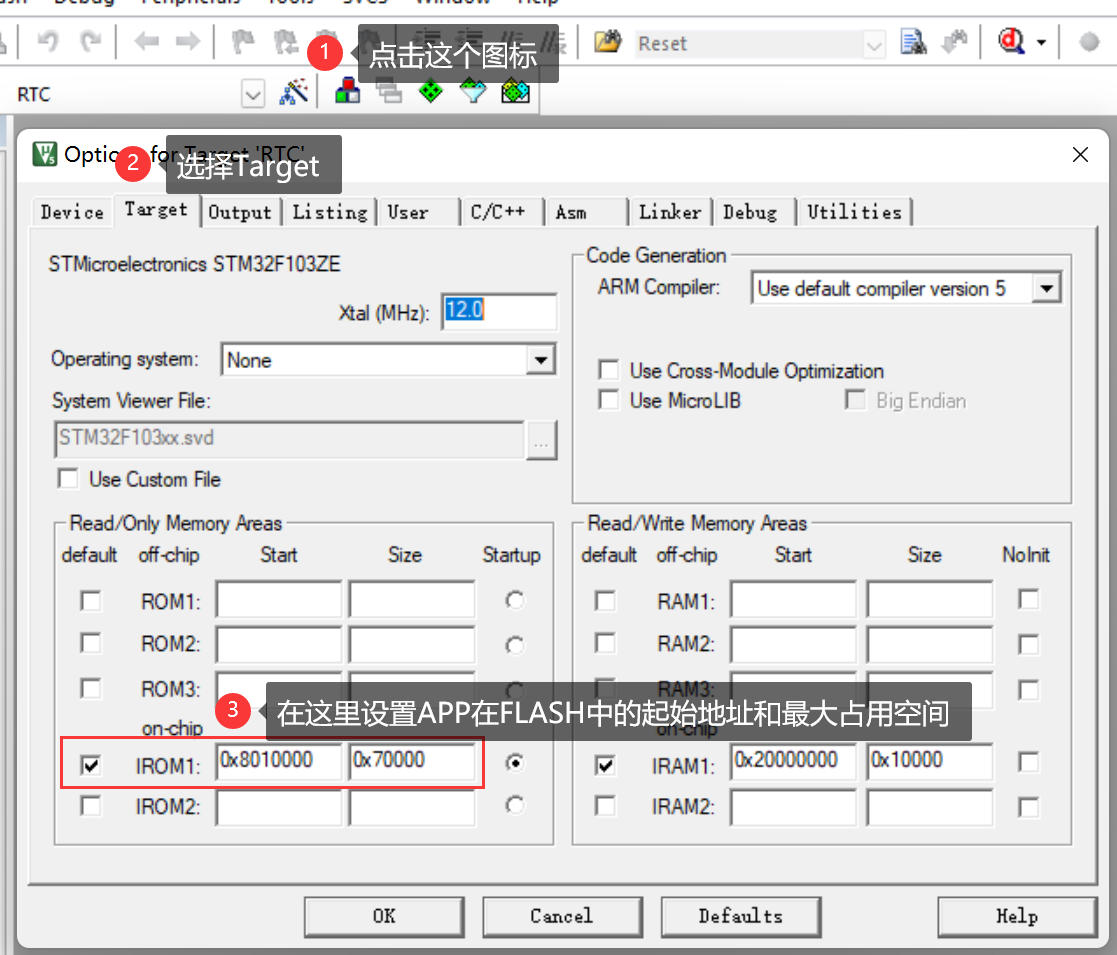 Debug Peripherals Tools SVCS Window Help
1 点击这个图标
Reset
RTC
Options for Target 'RTC'
2 选择Target
Device Target Output Listing User C/C++ Asm Linker Debug Utilities
STMicroelectronics STM32F103ZE
Xtal (MHz): 12.0
Operating system: None
System Viewer File:
STM32F103xx.svd ...
Use Custom File
Code Generation
ARM Compiler: Use default compiler version 5
Use Cross-Module Optimization
Use MicroLIB Big Endian
Read/Only Memory Areas
default off-chip Start Size Startup
ROM1:
ROM2:
ROM3:
on-chip
IROM1: 0x8010000 0x70000
IROM2:
Read/Write Memory Areas
default off-chip Start Size NoInit
RAM1:
RAM2:
RAM3:
on-chip
IRAM1: 0x20000000 0x10000
IRAM2:
3 在这里设置APP在FLASH中的起始地址和最大占用空间
OK Cancel Defaults Help